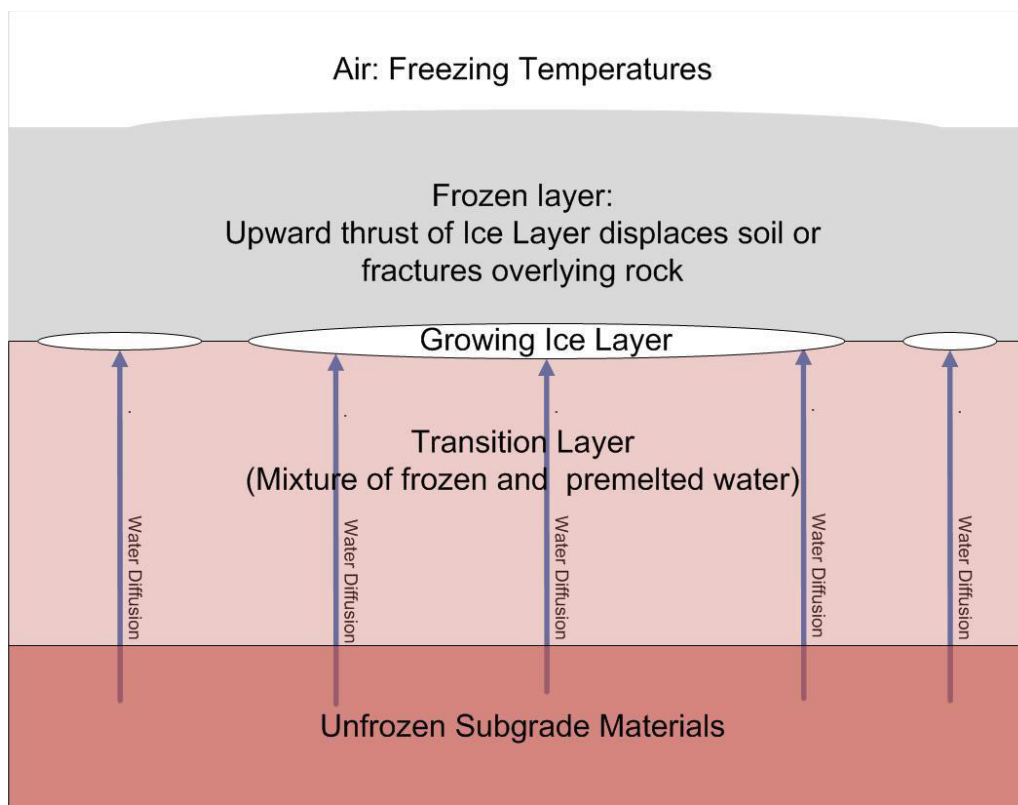 Air: Freezing Temperatures
Frozen layer:
Upward thrust of Ice Layer displaces soil or
fractures overlying rock
Growing Ice Layer
Transition Layer
(Mixture of frozen and premelted water)
Water Diffusion
Water Diffusion
Water Diffusion
Water Diffusion
Water Diffusion
Unfrozen Subgrade Materials